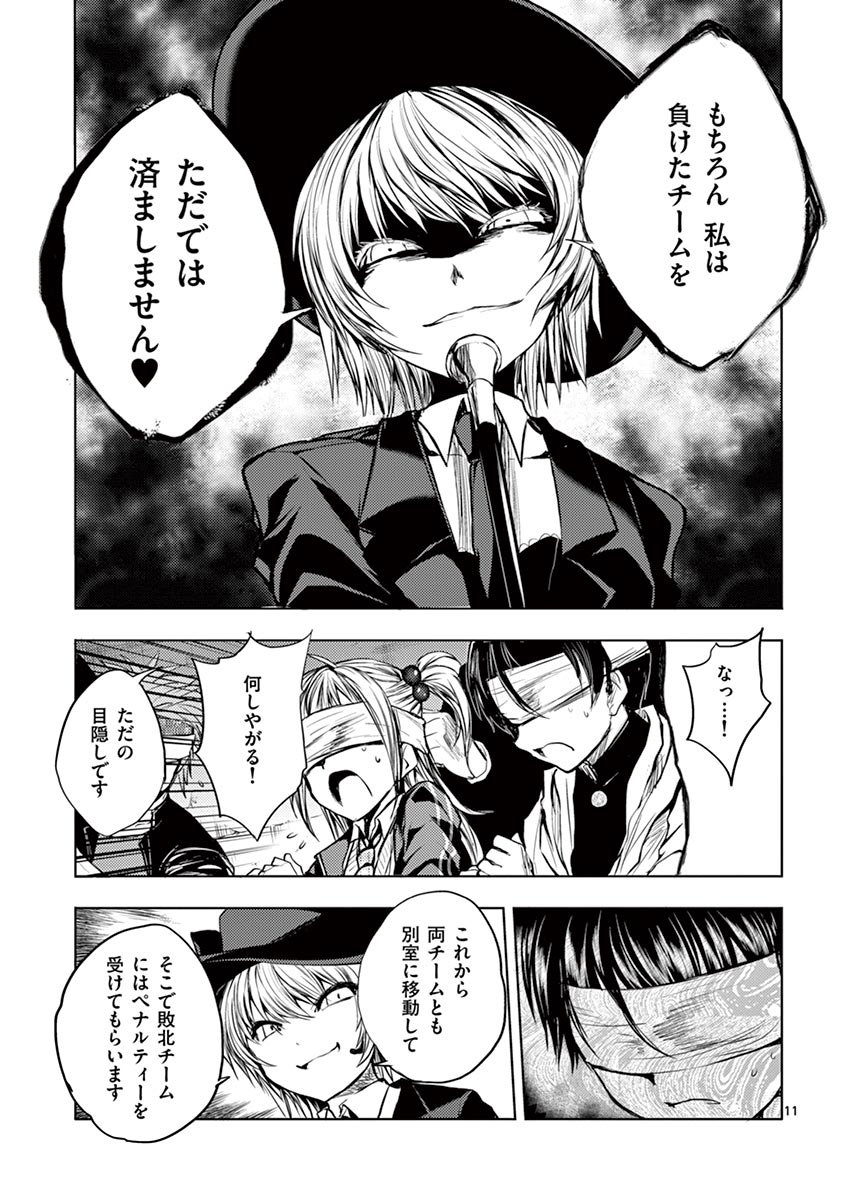 もちろん 私は
負けたチームを
ただでは
済ましません♥
なっ…!
何しやがる!
ただの
目隠しです
これから
両チームとも
別室に移動して
そこで敗北チーム
にはペナルティーを
受けてもらいます
11